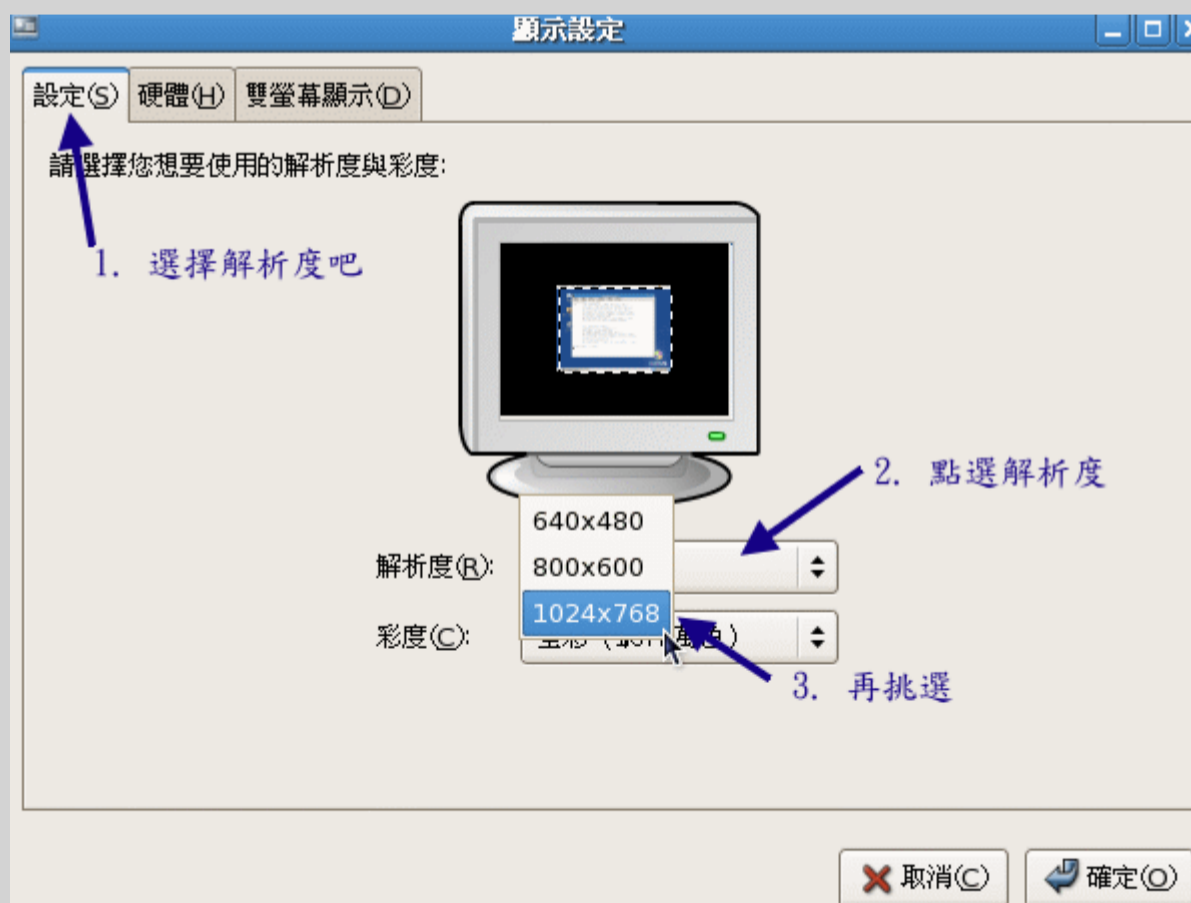 顯示設定
設定(S) 硬體(H) 雙螢幕顯示(D)
請選擇您想要使用的解析度與彩度:
1. 選擇解析度吧
2. 點選解析度
640x480
解析度(R): 800x600
1024x768
彩度(C):
3. 再挑選
取消(C) 確定(O)